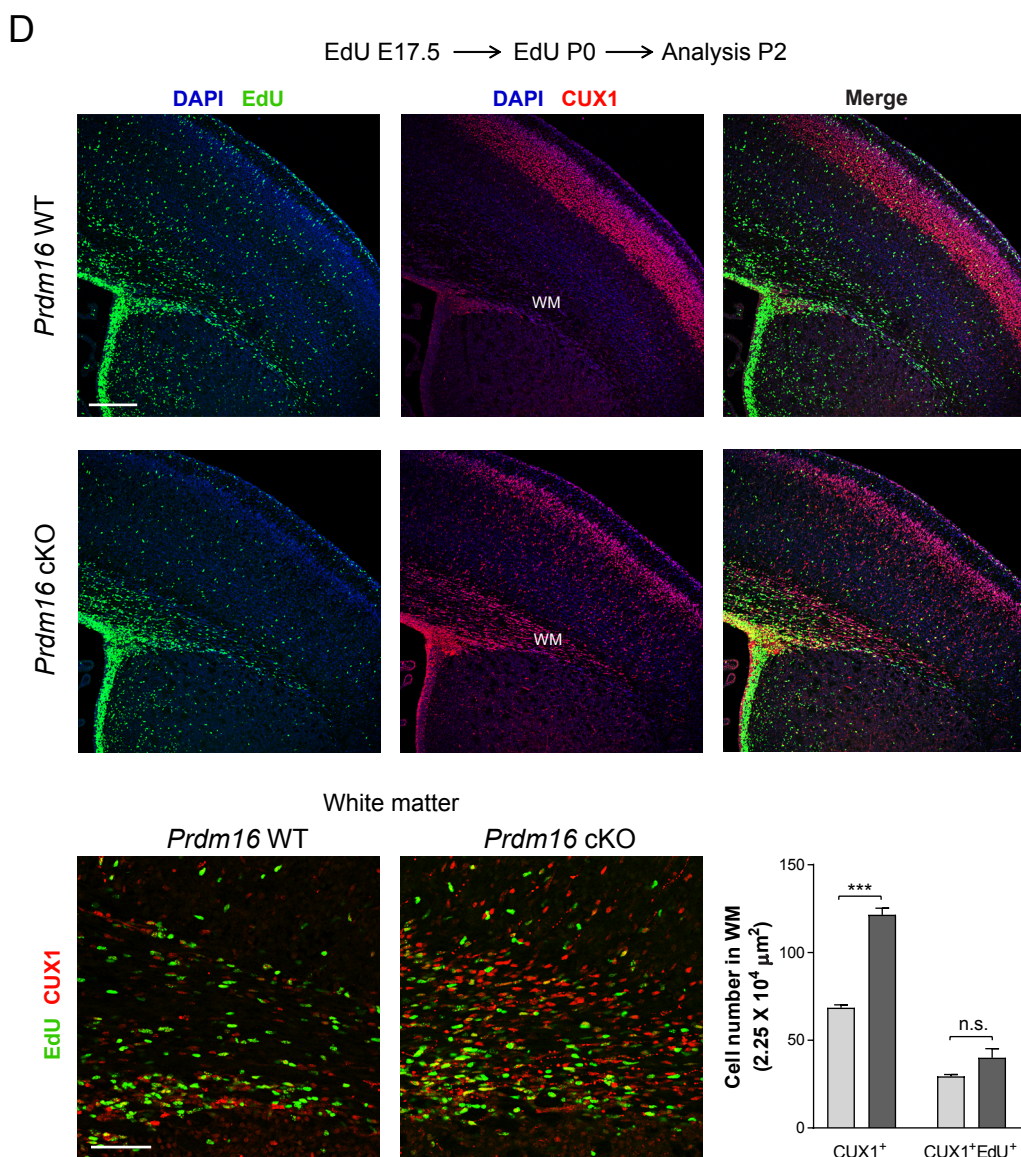 D
EdU E17.5 → EdU P0 → Analysis P2
DAPI EdU
DAPI CUX1
Merge
Prdm16 WT
WM
Prdm16 cKO
WM
White matter
Prdm16 WT
Prdm16 cKO
EdU CUX1
Cell number in WM
(2.25 X 10⁴ μm²)
150
100
50
0
***
n.s.
CUX1⁺
CUX1⁺EdU⁺